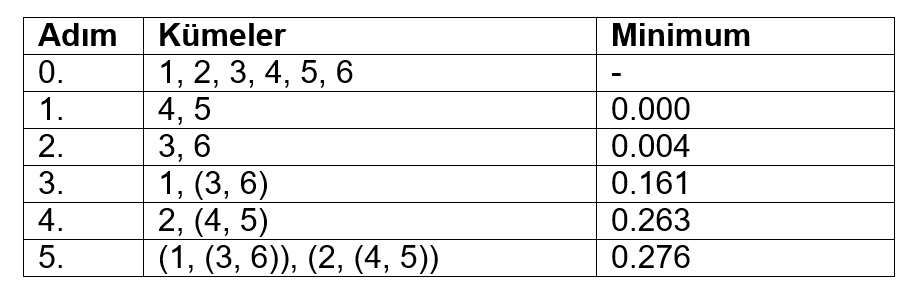 Adım Kümeler Minimum
0. 1, 2, 3, 4, 5, 6 -
1. 4, 5 0.000
2. 3, 6 0.004
3. 1, (3, 6) 0.161
4. 2, (4, 5) 0.263
5. (1, (3, 6)), (2, (4, 5)) 0.276